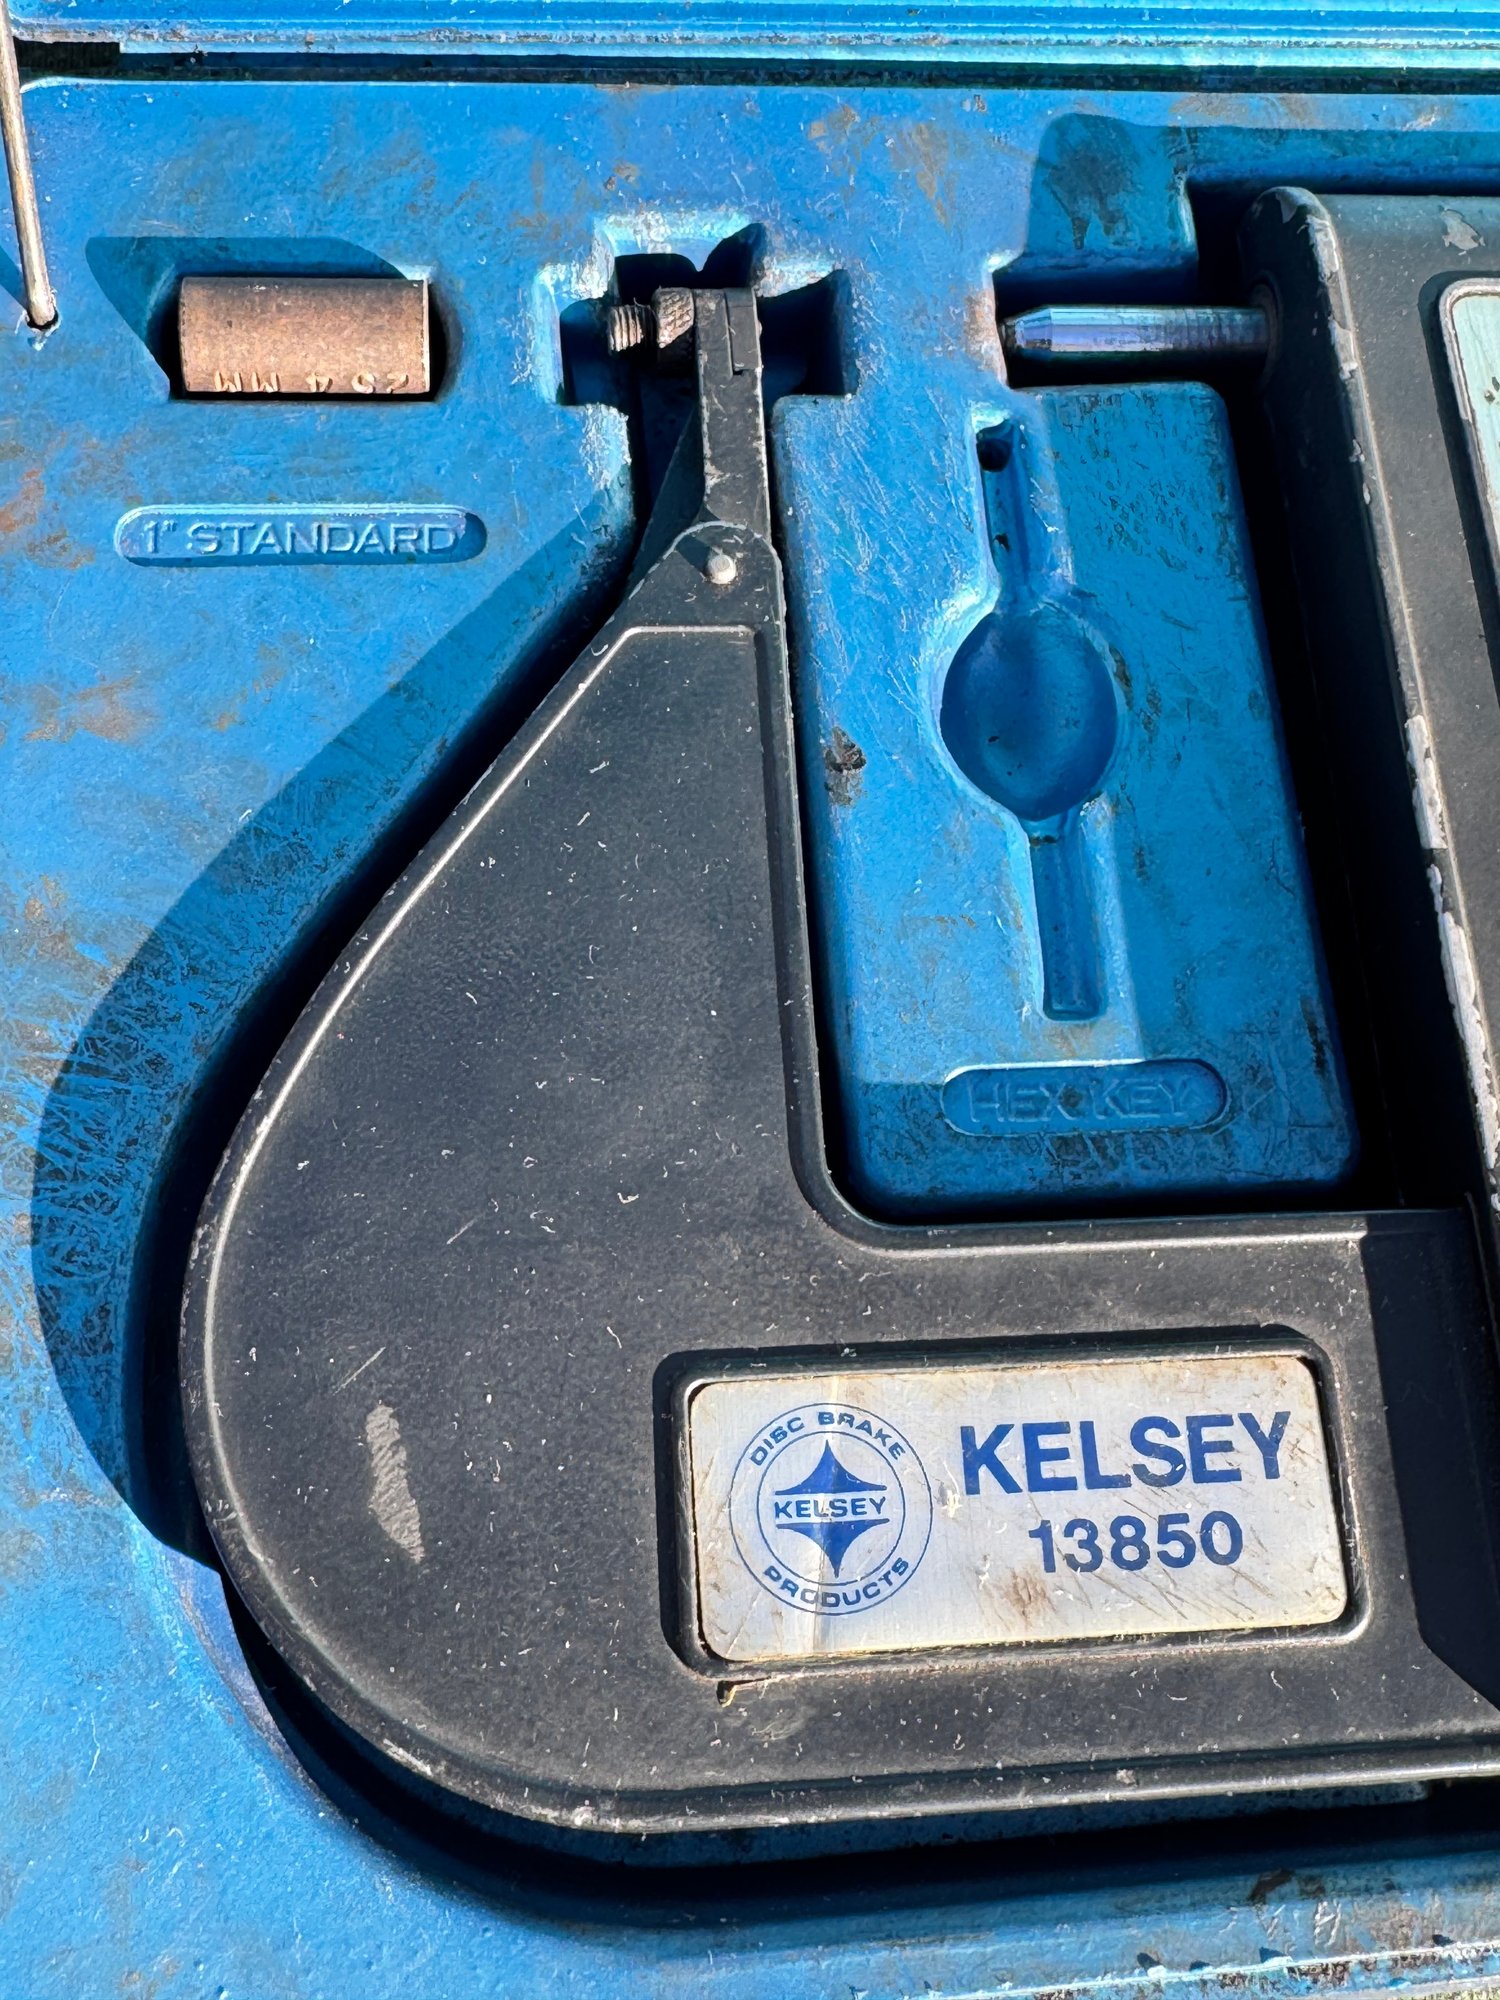 25 4 MM
1" STANDARD
HEX KEY
DISC BRAKE
KELSEY
PRODUCTS
KELSEY
13850